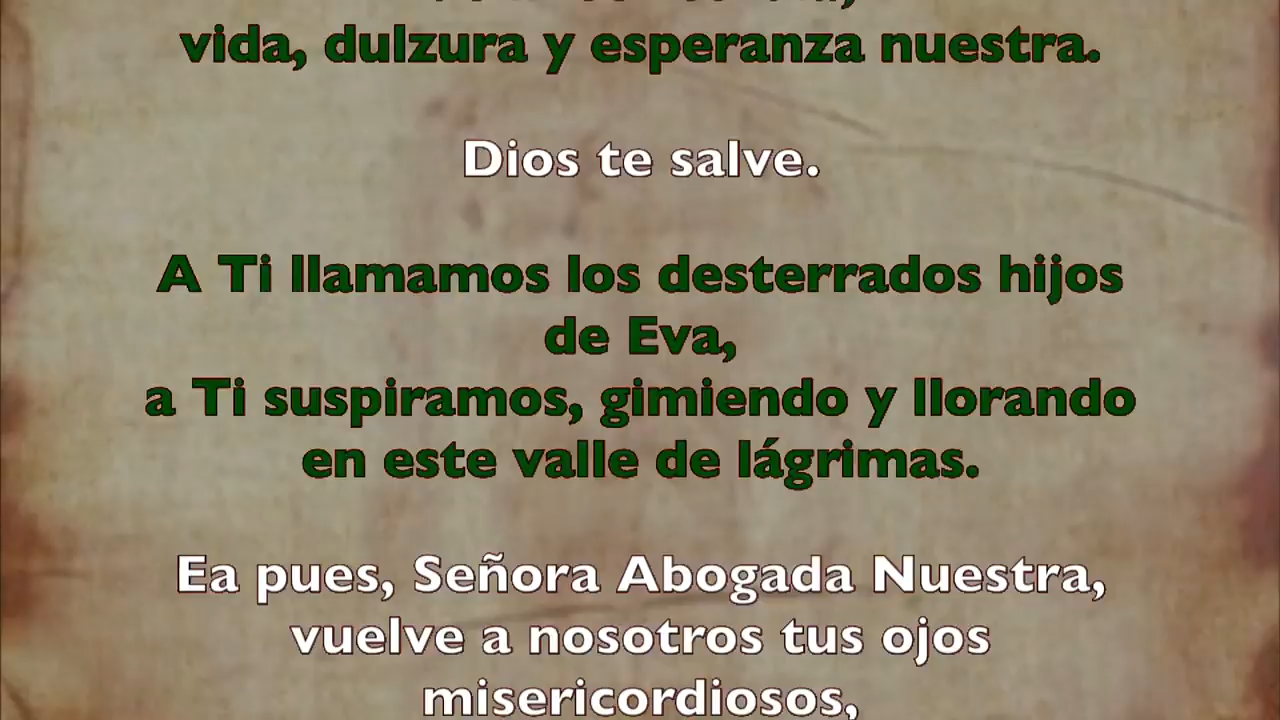 vida, dulzura y esperanza nuestra.
Dios te salve.
A Ti llamamos los desterrados hijos
de Eva,
a Ti suspiramos, gimiendo y llorando
en este valle de lágrimas.
Ea pues, Señora Abogada Nuestra,
vuelve a nosotros tus ojos
misericordiosos,